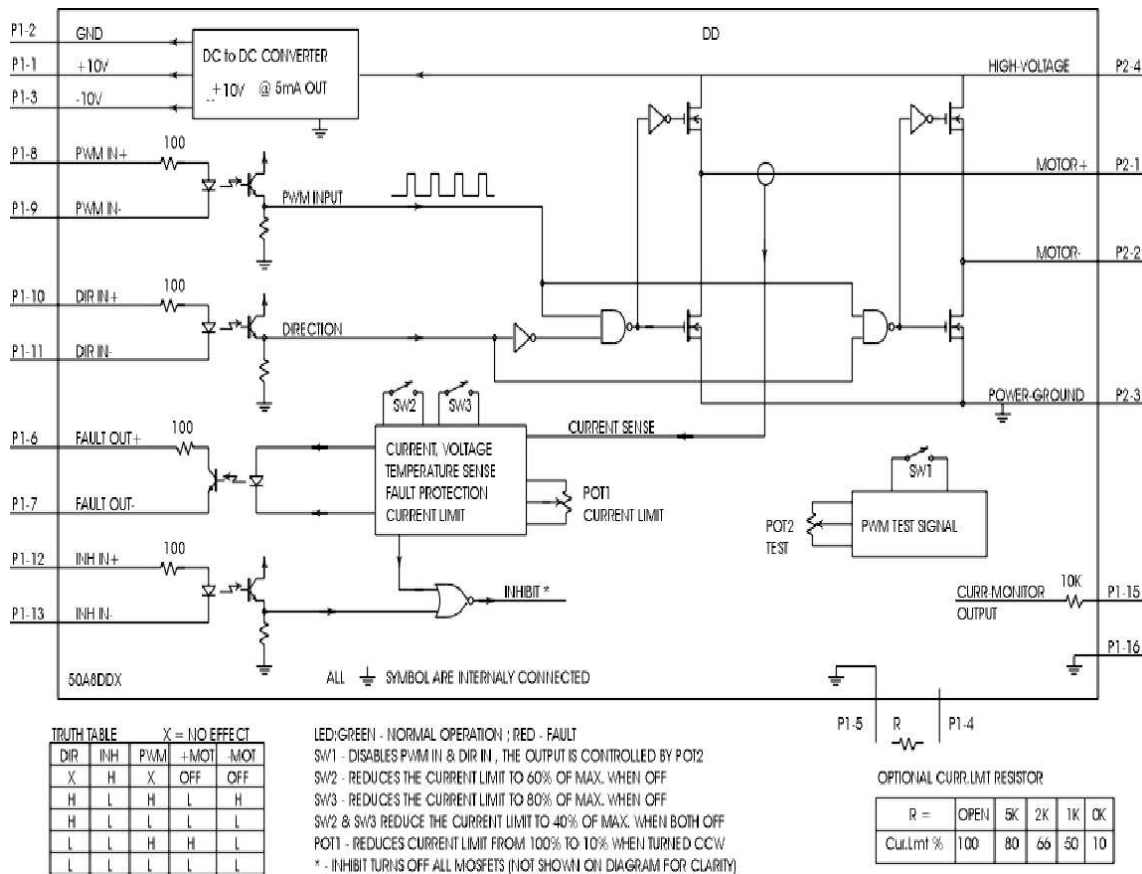 P1-2
GND
P1-1
+10V
P1-3
-10V
DC to DC CONVERTER
+10V @ 5mA OUT
DD
HIGH-VOLTAGE
P2-4
P1-8
PWM IN+
100
P1-9
PWM IN-
PWM INPUT
MOTOR+
P2-1
MOTOR-
P2-2
P1-10
DIR IN+
100
P1-11
DIR IN-
DIRECTION
POWER-GROUND
P2-3
P1-6
FAULT OUT+
100
P1-7
FAULT OUT-
SW2
SW3
CURRENT, VOLTAGE
TEMPERATURE SENSE
FAULT PROTECTION
CURRENT LIMIT
CURRENT SENSE
POT1
CURRENT LIMIT
SW1
POT2
TEST
PWM TEST SIGNAL
P1-12
INH IN+
100
P1-13
INH IN-
INHIBIT *
CURR-MONITOR
OUTPUT
10K
P1-15
P1-16
50A8DDX
ALL SYMBOL ARE INTERNALY CONNECTED
P1-5
R
P1-4
TRUTH TABLE X = NO EFFECT
DIR INH PWM +MOT -MOT
X H X OFF OFF
H L H L H
H L L L L
L L H H L
L L L L L
LED:GREEN - NORMAL OPERATION ; RED - FAULT
SW1 - DISABLES PWM IN & DIR IN , THE OUTPUT IS CONTROLLED BY POT2
SW2 - REDUCES THE CURRENT LIMIT TO 60% OF MAX. WHEN OFF
SW3 - REDUCES THE CURRENT LIMIT TO 80% OF MAX. WHEN OFF
SW2 & SW3 REDUCE THE CURRENT LIMIT TO 40% OF MAX. WHEN BOTH OFF
POT1 - REDUCES CURRENT LIMIT FROM 100% TO 10% WHEN TURNED CCW
* - INHIBIT TURNS OFF ALL MOSFETS (NOT SHOWN ON DIAGRAM FOR CLARITY)
OPTIONAL CURR.LMT RESISTOR
R = OPEN 5K 2K 1K 0K
Cur.Lmt % 100 80 66 50 10